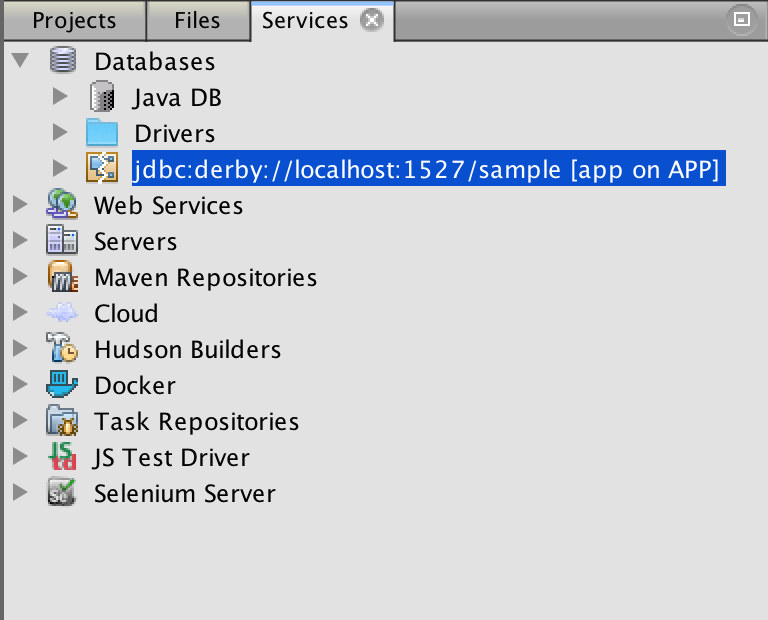 Projects Files Services
Databases
Java DB
Drivers
jdbc:derby://localhost:1527/sample [app on APP]
Web Services
Servers
Maven Repositories
Cloud
Hudson Builders
Docker
Task Repositories
JS Test Driver
Selenium Server